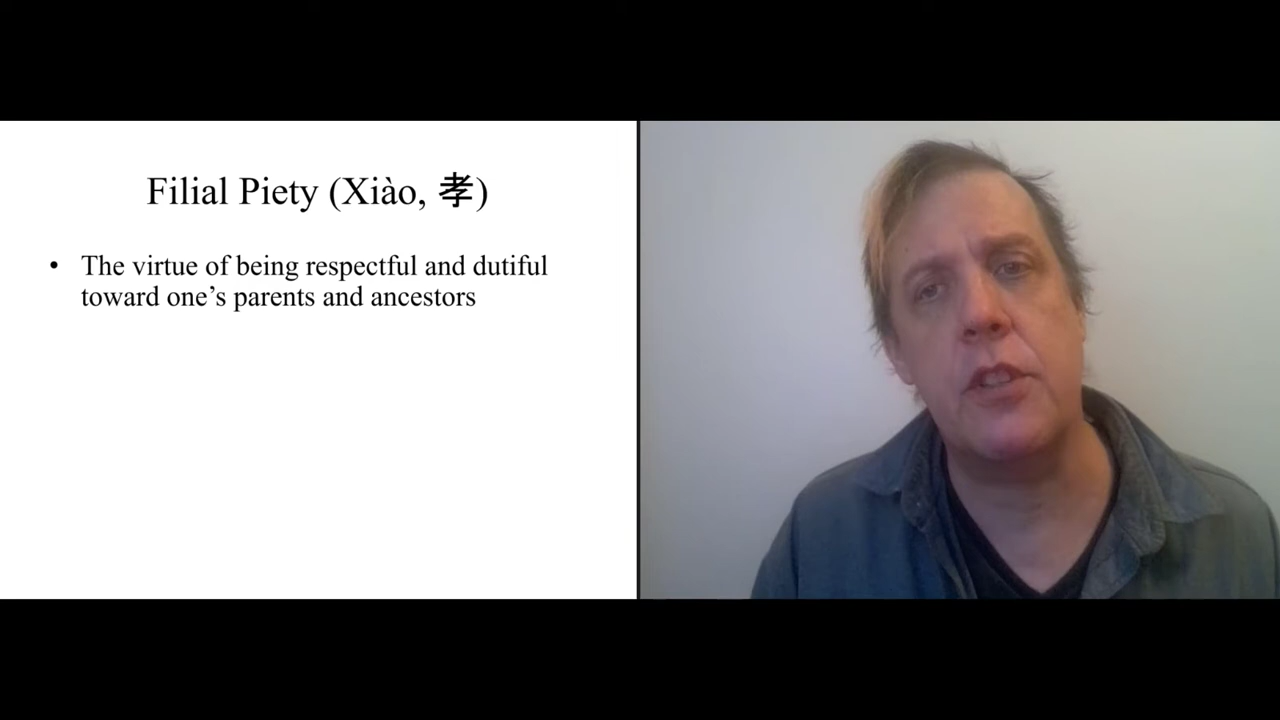 Filial Piety (Xiào, 孝)
• The virtue of being respectful and dutiful
toward one’s parents and ancestors